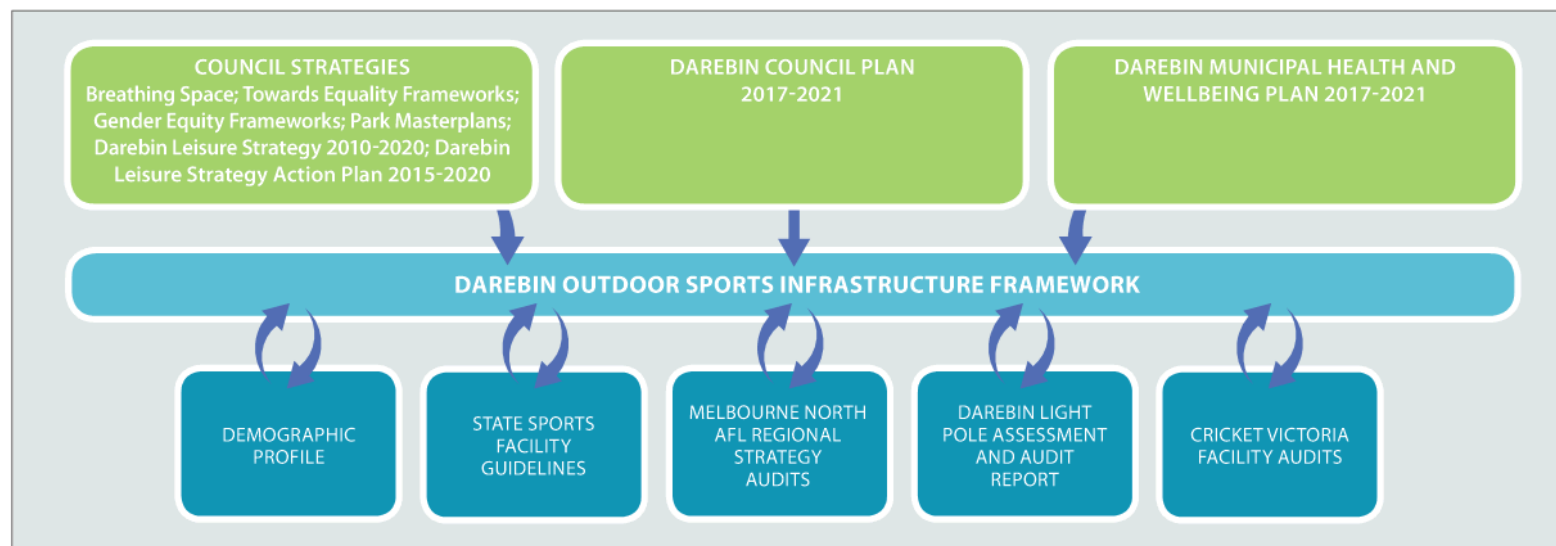 COUNCIL STRATEGIES
Breathing Space; Towards Equality Frameworks;
Gender Equity Frameworks; Park Masterplans;
Darebin Leisure Strategy 2010-2020; Darebin
Leisure Strategy Action Plan 2015-2020
DAREBIN COUNCIL PLAN
2017-2021
DAREBIN MUNICIPAL HEALTH AND
WELLBEING PLAN 2017-2021
DAREBIN OUTDOOR SPORTS INFRASTRUCTURE FRAMEWORK
DEMOGRAPHIC
PROFILE
STATE SPORTS
FACILITY
GUIDELINES
MELBOURNE NORTH
AFL REGIONAL
STRATEGY
AUDITS
DAREBIN LIGHT
POLE ASSESSMENT
AND AUDIT
REPORT
CRICKET VICTORIA
FACILITY AUDITS